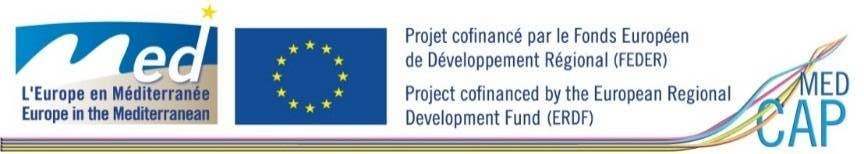 Med
L'Europe en Méditerranée
Europe in the Mediterranean
Projet cofinancé par le Fonds Européen
de Développement Régional (FEDER)
Project cofinanced by the European Regional
Development Fund (ERDF)
MED
CAP